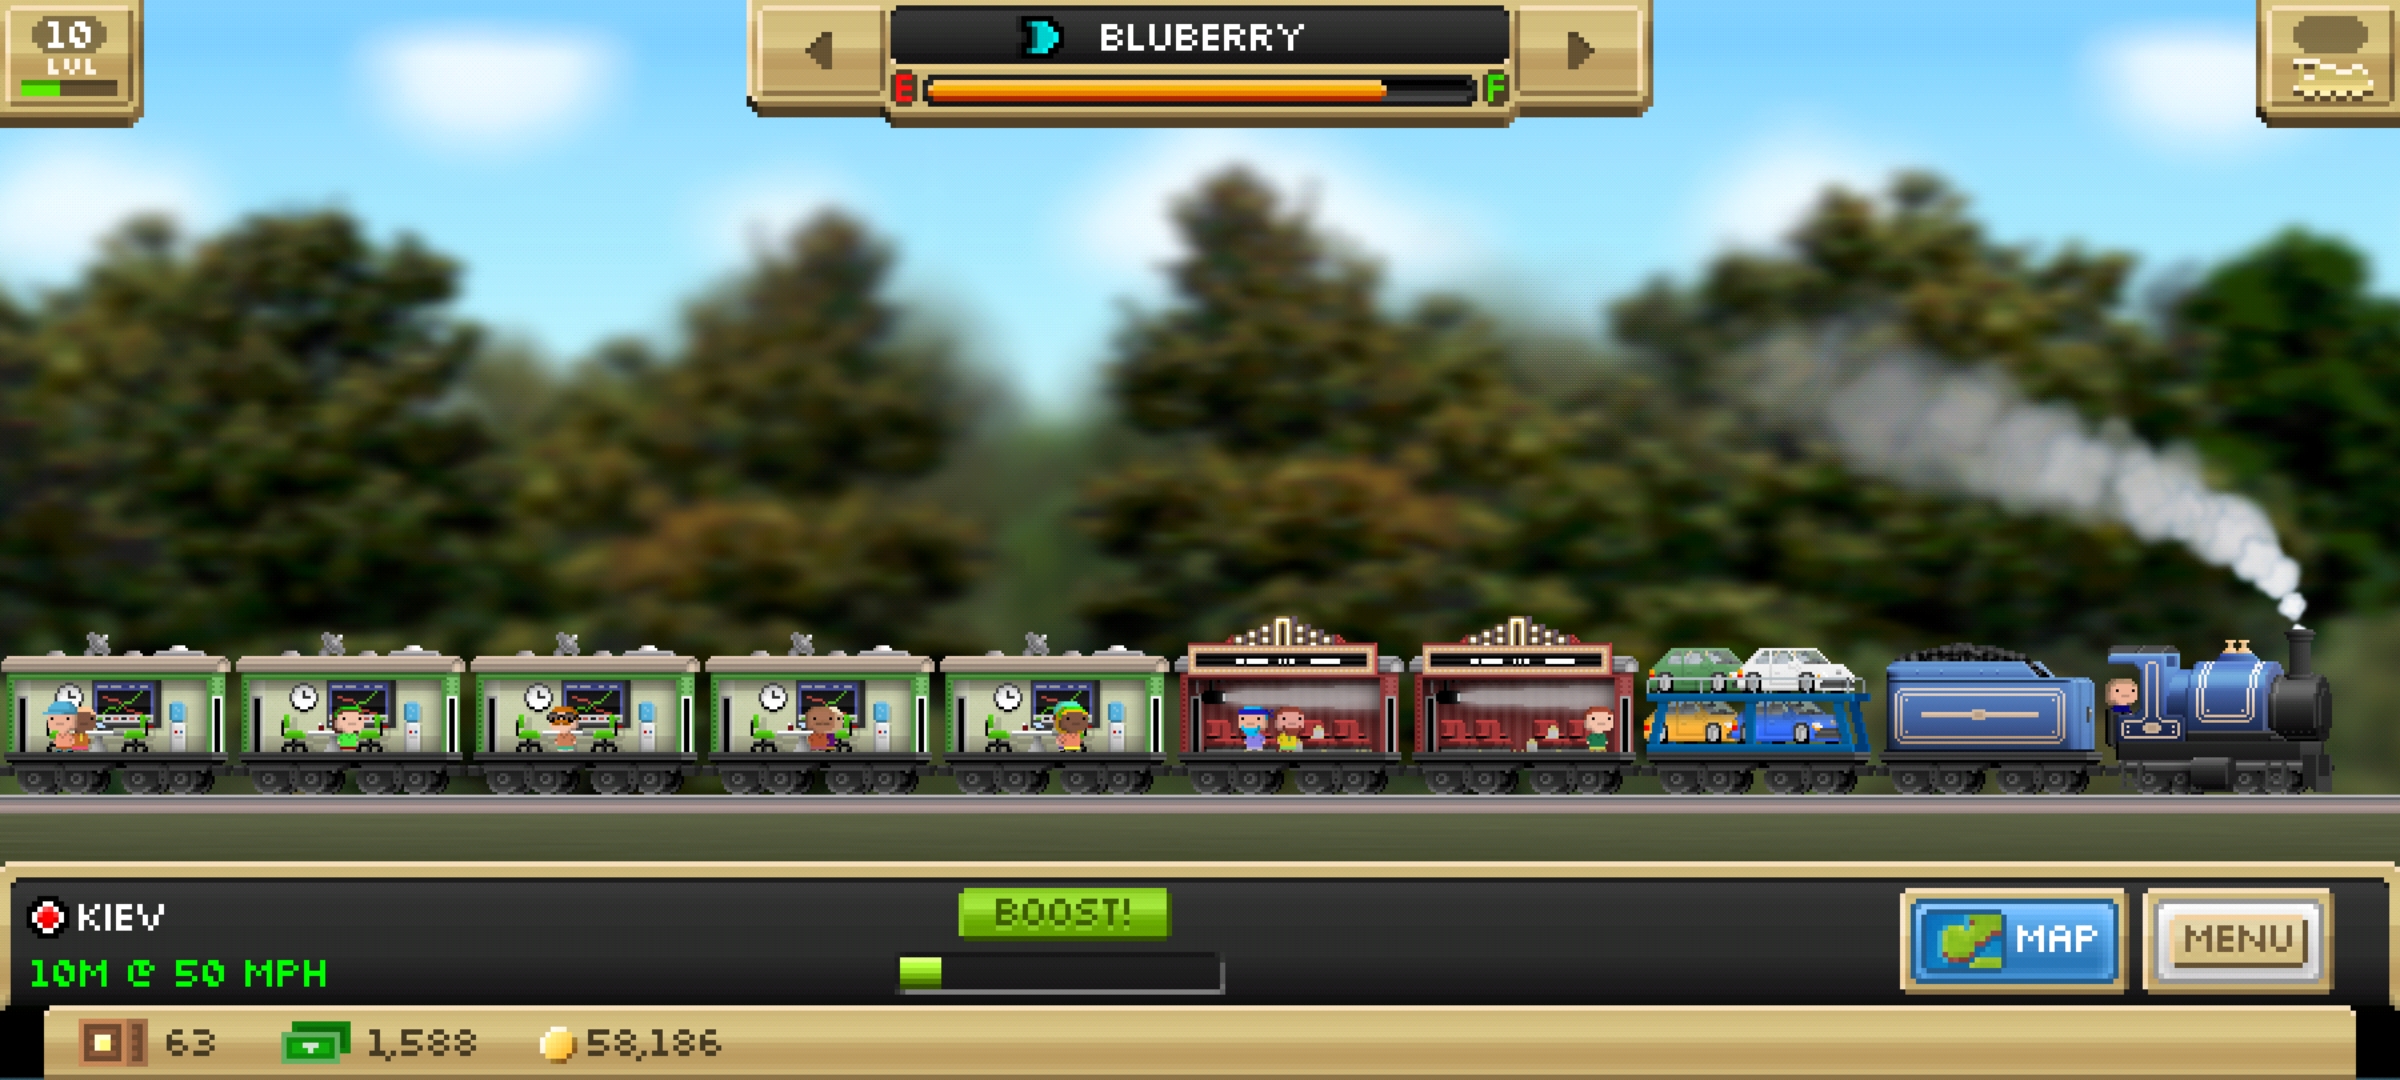 10
LVL
BLUBERRY
E
F
KIEV
10M @ 50 MPH
BOOST!
MAP
MENU
63
1,588
58,186